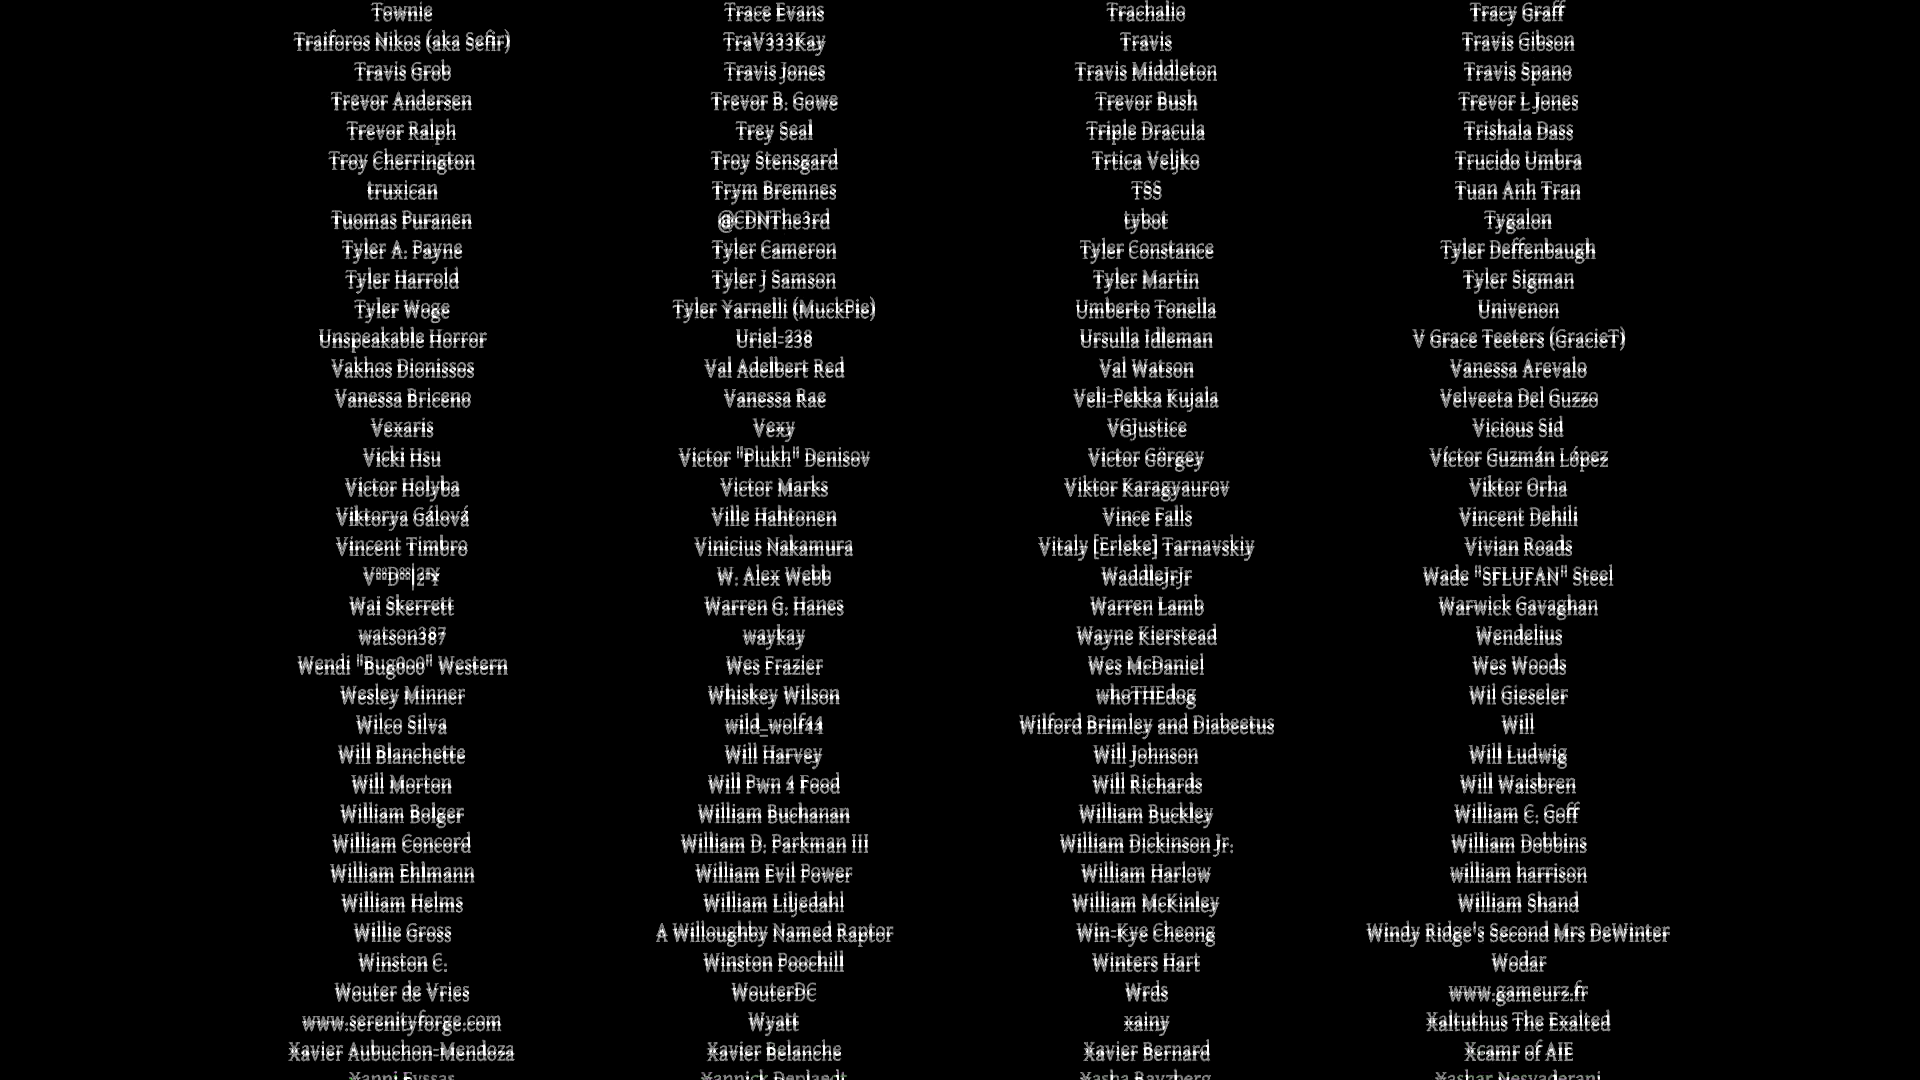 Townie Trace Evans Trachalio Tracy Graff
Traiforos Nikos (aka Sefir) TraV333Kay Travis Travis Gibson
Travis Grob Travis Jones Travis Middleton Travis Spano
Trevor Andersen Trevor B. Gowe Trevor Bush Trevor L Jones
Trevor Ralph Trey Seal Triple Dracula Trishala Dass
Troy Cherrington Troy Stensgard Trtica Veljko Trucido Umbra
truxican Trym Bremnes TSS Tuan Anh Tran
Tuomas Puranen @CDNThe3rd tybot Tygalon
Tyler A. Payne Tyler Cameron Tyler Constance Tyler Deffenbaugh
Tyler Harrold Tyler J Samson Tyler Martin Tyler Sigman
Tyler Woge Tyler Yarnelli (MuckPie) Umberto Tonella Univenon
Unspeakable Horror Uriel-238 Ursulla Idleman V Grace Teeters (GracieT)
Vakhos Dionissos Val Adelbert Red Val Watson Vanessa Arevalo
Vanessa Briceno Vanessa Rae Veli-Pekka Kujala Velveeta Del Guzzo
Vexaris Vexy VGJustice Vicious Sid
Vicki Hsu Victor "Plukh" Denisov Victor Görgey Víctor Guzmán López
Victor Holyba Victor Marks Viktor Karagyaurov Viktor Orha
Viktorya Gálová Ville Hahtonen Vince Falls Vincent Dehili
Vincent Timbro Vinicius Nakamura Vitaly [Erleke] Tarnavskiy Vivian Roads
W. Alex Webb WaddleJrJr Wade "SFLUFAN" Steel
Wai Skerrett Warren G. Hanes Warren Lamb Warwick Gavaghan
watson387 waykay Wayne Kierstead Wendelius
Wendi "Bug0o0" Western Wes Frazier Wes McDaniel Wes Woods
Wesley Minner Whiskey Wilson whoTHEdog Wil Gieseler
Wilco Silva wild_wolf44 Wilford Brimley and Diabeetus Will
Will Blanchette Will Harvey Will Johnson Will Ludwig
Will Morton Will Pwn 4 Food Will Richards Will Waisbren
William Bolger William Buchanan William Buckley William C. Goff
William Concord William D. Parkman III William Dickinson Jr. William Dobbins
William Ehlmann William Evil Power William Harlow william harrison
William Helms William Liljedahl William McKinley William Shand
Willie Gross A Willoughby Named Raptor Win-Kye Cheong Windy Ridge's Second Mrs DeWinter
Winston C. Winston Poochill Winters Hart Wodar
Wouter de Vries WouterDC Wrds www.gameurz.fr
www.serenityforge.com Wyatt xainy Xaltuthus The Exalted
Xavier Aubuchon-Mendoza Xavier Belanche Xavier Bernard Xcamr of AIE